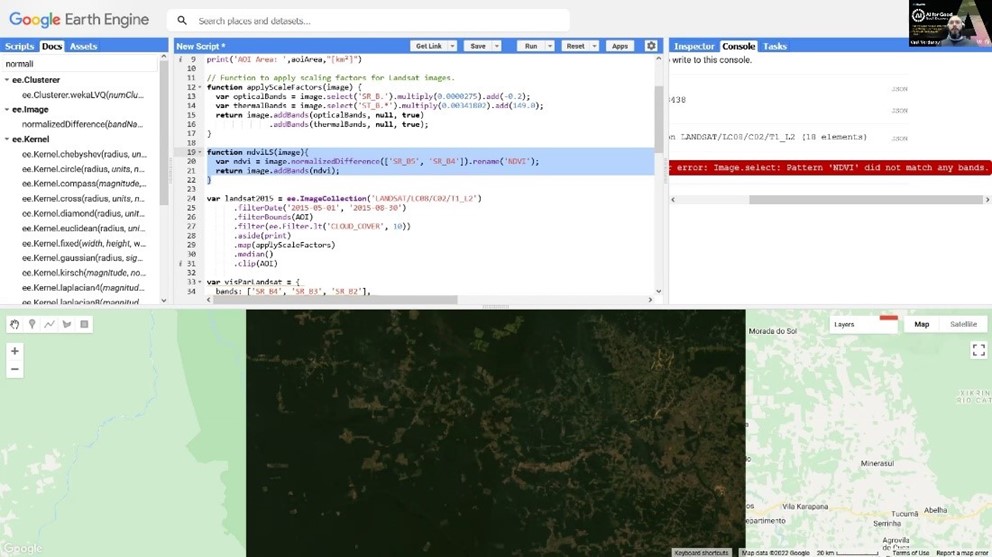 Google Earth Engine
Search places and datasets...
Scripts Docs Assets
normali
ee.Clusterer
ee.Clusterer.wekaLVQ(numClu...
ee.Image
normalizedDifference(bandNa...
ee.Kernel
ee.Kernel.chebyshev(radius, un...
ee.Kernel.circle(radius, units, n...
ee.Kernel.compass(magnitude,...
ee.Kernel.cross(radius, units, n...
ee.Kernel.diamond(radius, unit...
ee.Kernel.euclidean(radius, uni...
ee.Kernel.fixed(width, height, w...
ee.Kernel.gaussian(radius, sig...
ee.Kernel.kirsch(magnitude, no...
ee.Kernel.laplacian4(magnitud...
ee.Kernel.laplacian8(magnitud...
New Script *
Get Link Save Run Reset Apps
9 print('AOI Area: ',aoiArea,"[km²]")
10
11 // Function to apply scaling factors for Landsat images.
12 function applyScaleFactors(image) {
13 var opticalBands = image.select('SR_B.').multiply(0.0000275).add(-0.2);
14 var thermalBands = image.select('ST_B.*').multiply(0.00341802).add(149.0);
15 return image.addBands(opticalBands, null, true)
16 .addBands(thermalBands, null, true);
17 }
18
19 function ndviLS(image){
20 var ndvi = image.normalizedDifference(['SR_B5', 'SR_B4']).rename('NDVI');
21 return image.addBands(ndvi);
22 }
23
24 var landsat2015 = ee.ImageCollection('LANDSAT/LC08/C02/T1_L2')
25 .filterDate('2015-05-01', '2015-08-30')
26 .filterBounds(AOI)
27 .filter(ee.Filter.lt('CLOUD_COVER', 10))
28 .aside(print)
29 .map(applyScaleFactors)
30 .median()
31 .clip(AOI)
32
33 var visParLandsat = {
34 bands: ['SR_B4', 'SR_B3', 'SR_B2'],
Inspector Console Tasks
write to this console.
JSON
438 JSON
on LANDSAT/LC08/C02/T1_L2 (18 elements) JSON
r error: Image.select: Pattern 'NDVI' did not match any bands.
JSON
AI for Good
Layers
Map Satellite
Morada do Sol
Minerasul
Vila Karapana
Tucumã Abelha
Serrinha
Agrovila
Google
Keyboard shortcuts Map data ©2022 Google 20 km Terms of Use Report a map error